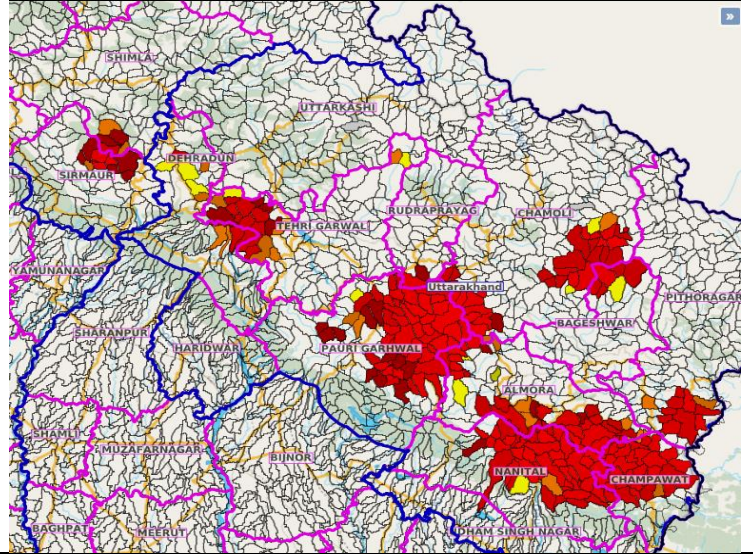 »
SHIMLA
UTTARKASHI
DEHRADUN
SIRMAUR
RUDRAPRAYAG
CHAMOLI
TEHRI GARWAL
YAMUNANAGAR
Uttarakhand
PITHORAGAR
BAGESHWAR
SHARANPUR
HARIDWAR
PAURI GARHWAL
ALMORA
SHAMLI
MUZAFARNAGAR
BIJNOR
NANITAL
CHAMPAWAT
BAGHPAT
MEERUT
DHAM SINGH NAGAR